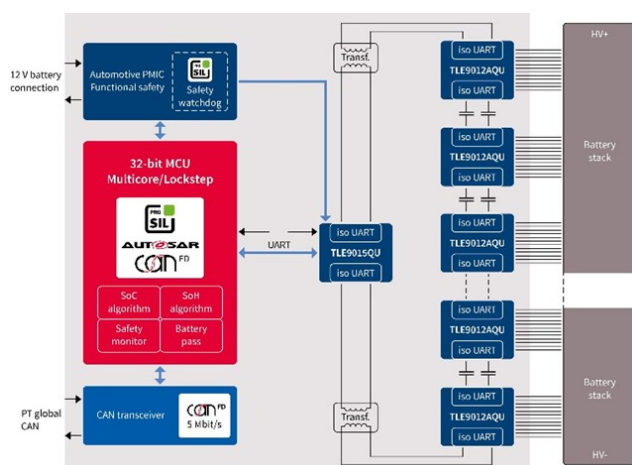 12 V battery
connection
Automotive PMIC
Functional safety
PRO
SIL
Safety
watchdog
32-bit MCU
Multicore/Lockstep
PRO
SIL
AUTOSAR
CAN FD
SoC
algorithm
SoH
algorithm
Safety
monitor
Battery
pass
PT global
CAN
CAN transceiver
CAN FD
5 Mbit/s
UART
iso UART
TLE9015QU
iso UART
Transf.
Transf.
iso UART
TLE9012AQU
iso UART
iso UART
TLE9012AQU
iso UART
iso UART
TLE9012AQU
iso UART
iso UART
TLE9012AQU
iso UART
iso UART
TLE9012AQU
HV+
Battery
stack
Battery
stack
HV-